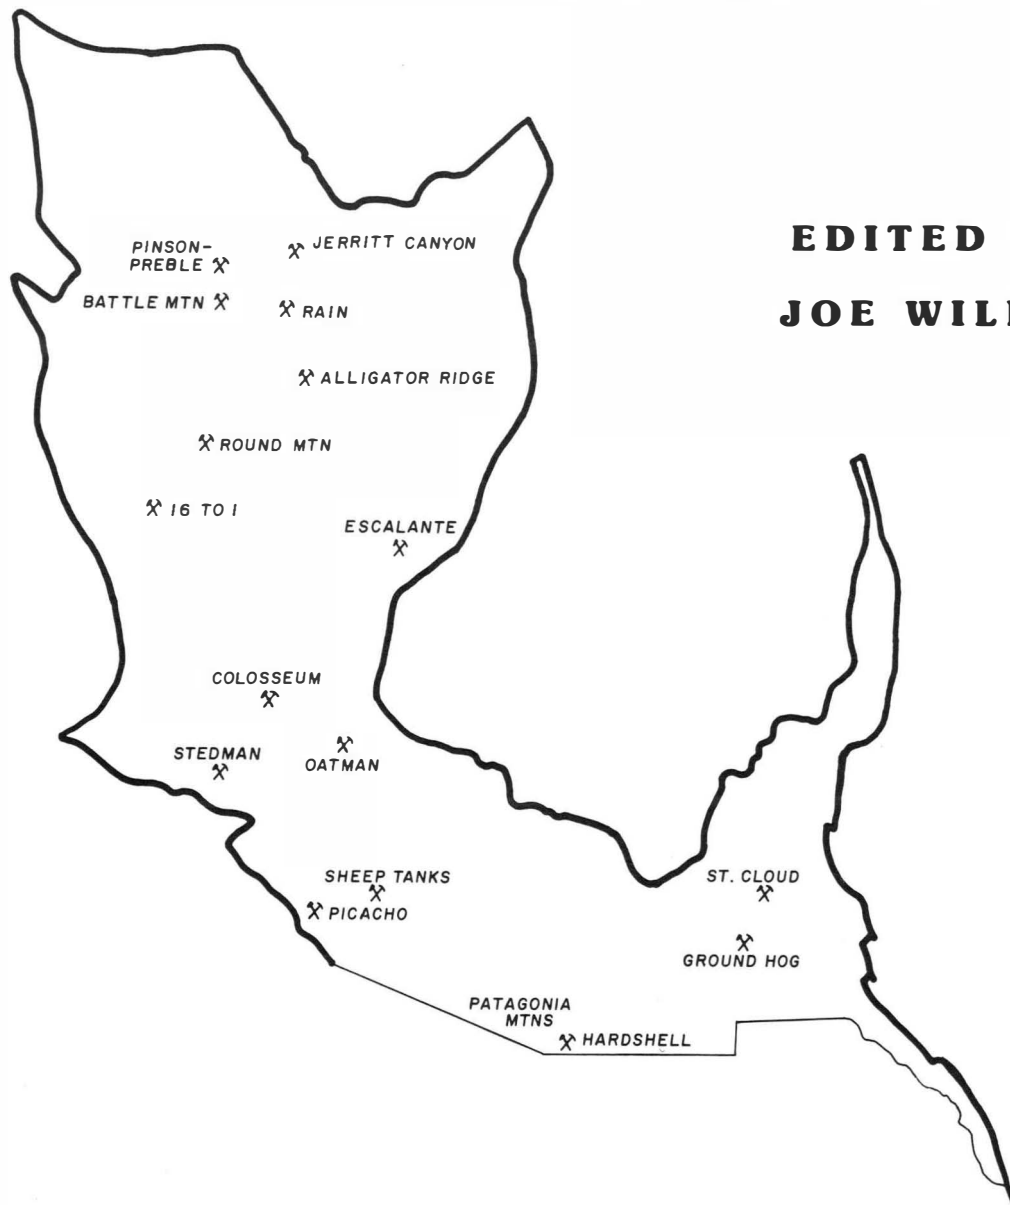 EDITED
JOE
PINSON-
PREBLE
JERRITT CANYON
BATTLE MTN
RAIN
ALLIGATOR RIDGE
ROUND MTN
16 TO 1
ESCALANTE
COLOSSEUM
STEDMAN
OATMAN
SHEEP TANKS
PICACHO
ST. CLOUD
GROUND HOG
PATAGONIA
MTNS
HARDSHELL